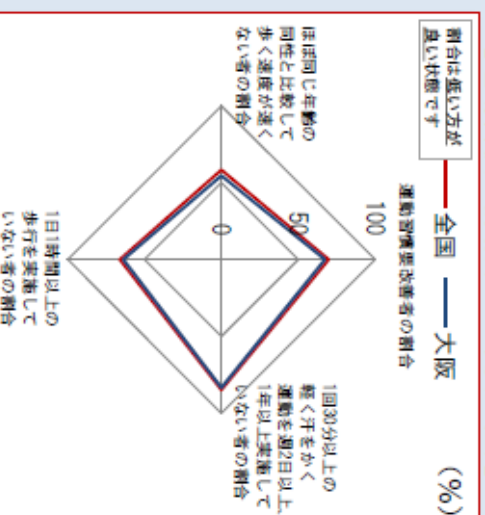 割合は低い方が
良い状態です
全国
大阪
(%)
運動習慣要改善者の割合
100
50
0
1回30分以上の
軽く汗をかく
運動を週2日以上、
1年以上実施して
いない者の割合
1日1時間以上の
歩行を実施して
いない者の割合
ほぼ同じ年齢の
同性と比較して
歩く速度が速く
ない者の割合